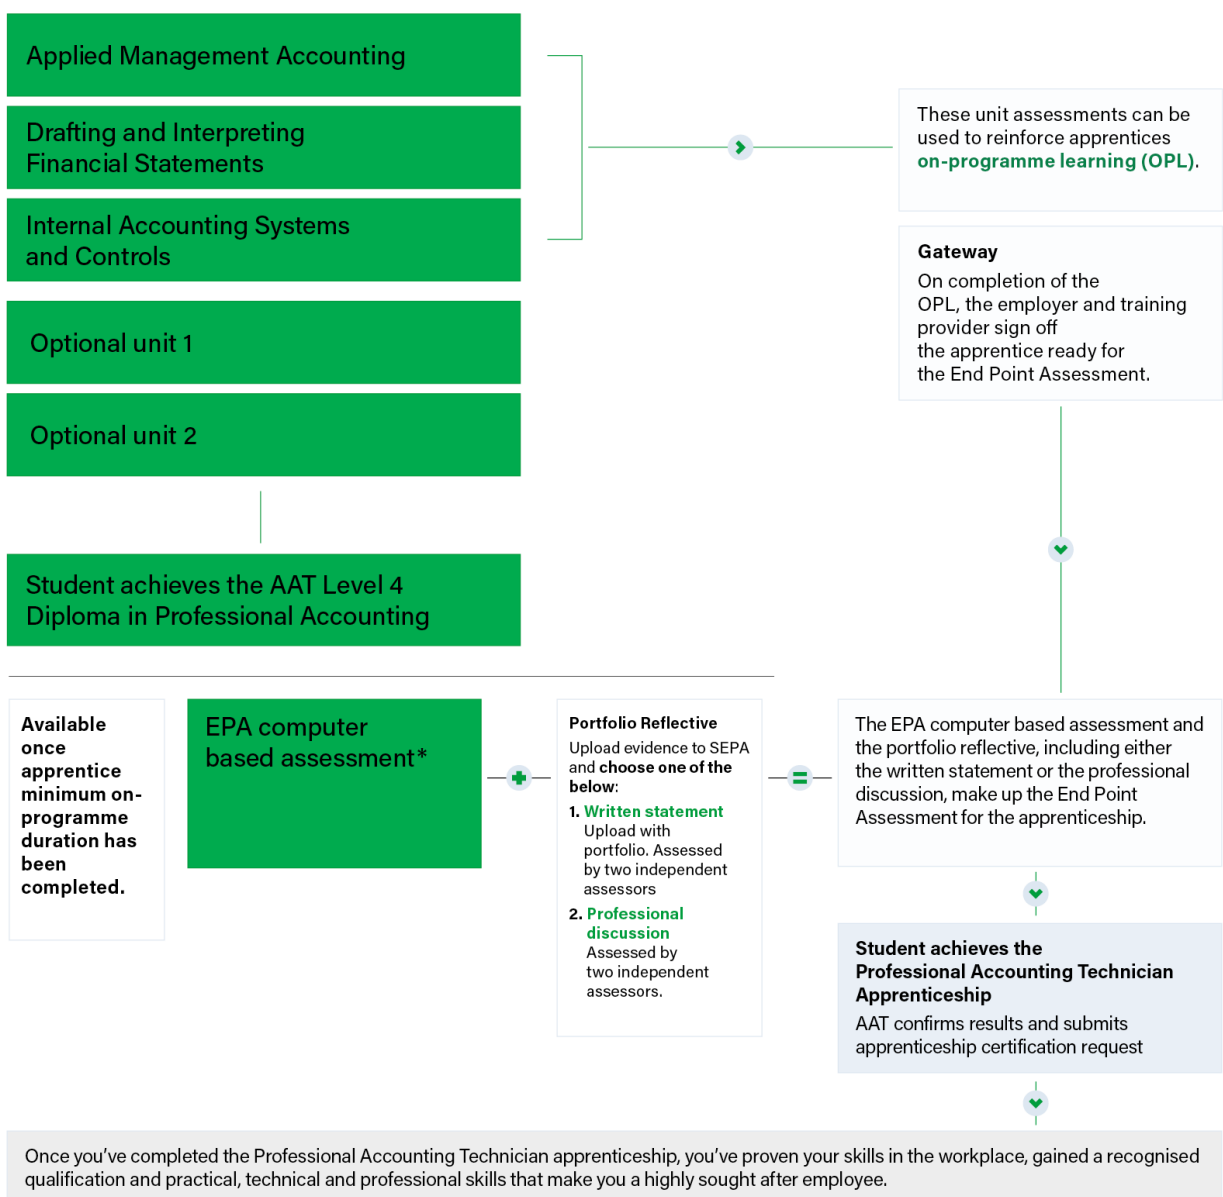 Applied Management Accounting
Drafting and Interpreting
Financial Statements
Internal Accounting Systems
and Controls
Optional unit 1
Optional unit 2
Student achieves the AAT Level 4
Diploma in Professional Accounting
These unit assessments can be
used to reinforce apprentices
on-programme learning (OPL).
Gateway
On completion of the
OPL, the employer and training
provider sign off
the apprentice ready for
the End Point Assessment.
Available
once
apprentice
minimum on-
programme
duration has
been
completed.
EPA computer
based assessment*
Portfolio Reflective
Upload evidence to SEPA
and choose one of the
below:
1. Written statement
Upload with
portfolio. Assessed
by two independent
assessors
2. Professional
discussion
Assessed by
two independent
assessors.
The EPA computer based assessment and
the portfolio reflective, including either
the written statement or the professional
discussion, make up the End Point
Assessment for the apprenticeship.
Student achieves the
Professional Accounting Technician
Apprenticeship
AAT confirms results and submits
apprenticeship certification request
Once you've completed the Professional Accounting Technician apprenticeship, you've proven your skills in the workplace, gained a recognised
qualification and practical, technical and professional skills that make you a highly sought after employee.